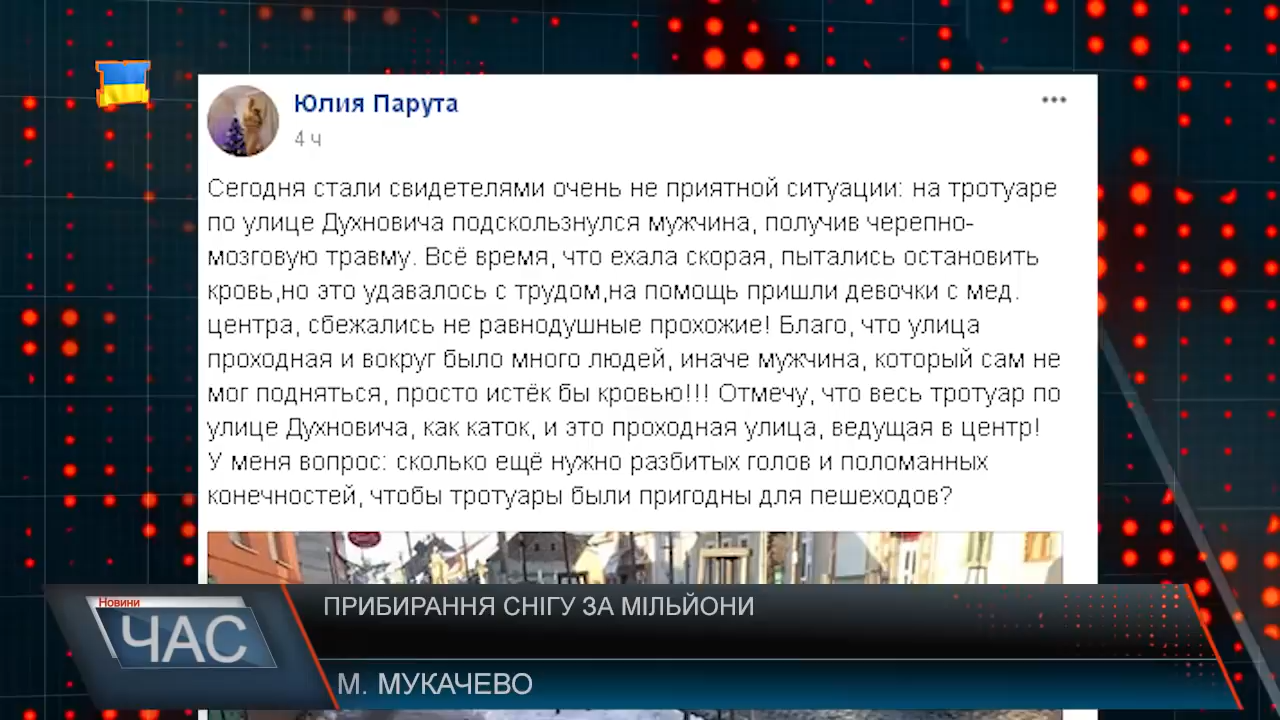 Юлия Парута
4 ч
Сегодня стали свидетелями очень не приятной ситуации: на тротуаре
по улице Духновича подскользнулся мужчина, получив черепно-
мозговую травму. Всё время, что ехала скорая, пытались остановить
кровь,но это удавалось с трудом,на помощь пришли девочки с мед.
центра, сбежались не равнодушные прохожие! Благо, что улица
проходная и вокруг было много людей, иначе мужчина, который сам не
мог подняться, просто истёк бы кровью!!! Отмечу, что весь тротуар по
улице Духновича, как каток, и это проходная улица, ведущая в центр!
У меня вопрос: сколько ещё нужно разбитых голов и поломанных
конечностей, чтобы тротуары были пригодны для пешеходов?
Новини
ЧАС
ПРИБИРАННЯ СНІГУ ЗА МІЛЬЙОНИ
М. МУКАЧЕВО